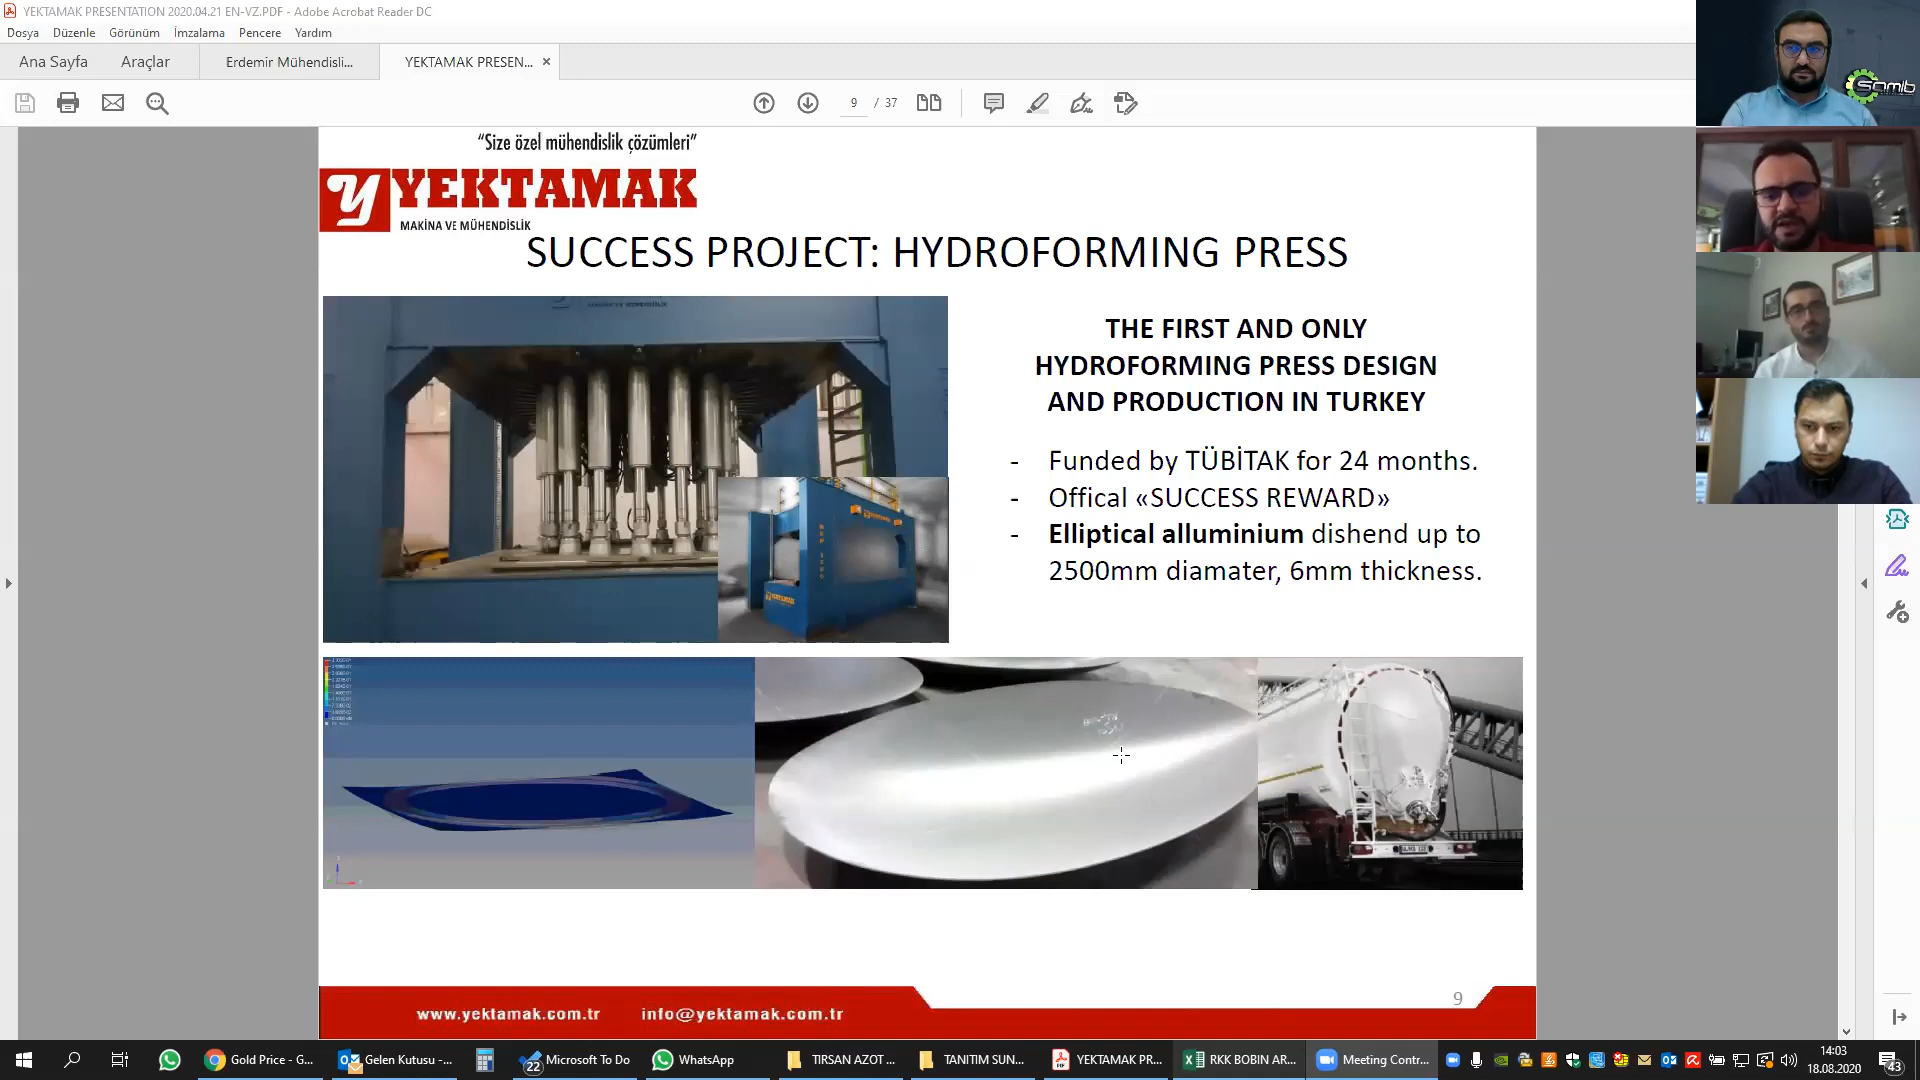 YEKTAMAK PRESENTATION 2020.04.21 EN-VZ.PDF - Adobe Acrobat Reader DC
Dosya Düzenle Görünüm İmzalama Pencere Yardım
Ana Sayfa Araçlar Erdemir Mühendisli... YEKTAMAK PRESEN... ×
9 / 37
SAMIB
“Size özel mühendislik çözümleri”
YEKTAMAK
MAKİNA VE MÜHENDİSLİK
SUCCESS PROJECT: HYDROFORMING PRESS
THE FIRST AND ONLY
HYDROFORMING PRESS DESIGN
AND PRODUCTION IN TURKEY
- Funded by TÜBİTAK for 24 months.
- Offical «SUCCESS REWARD»
- Elliptical alluminium dishend up to
2500mm diamater, 6mm thickness.
YEKTAMAK
YEKTAMAK
9
www.yektamak.com.tr info@yektamak.com.tr
Gold Price - G... Gelen Kutusu -... 22 Microsoft To Do WhatsApp TIRSAN AZOT ... TANITIM SUN... YEKTAMAK PR... RKK BOBIN AR... Meeting Contr...
14:03
18.08.2020
43